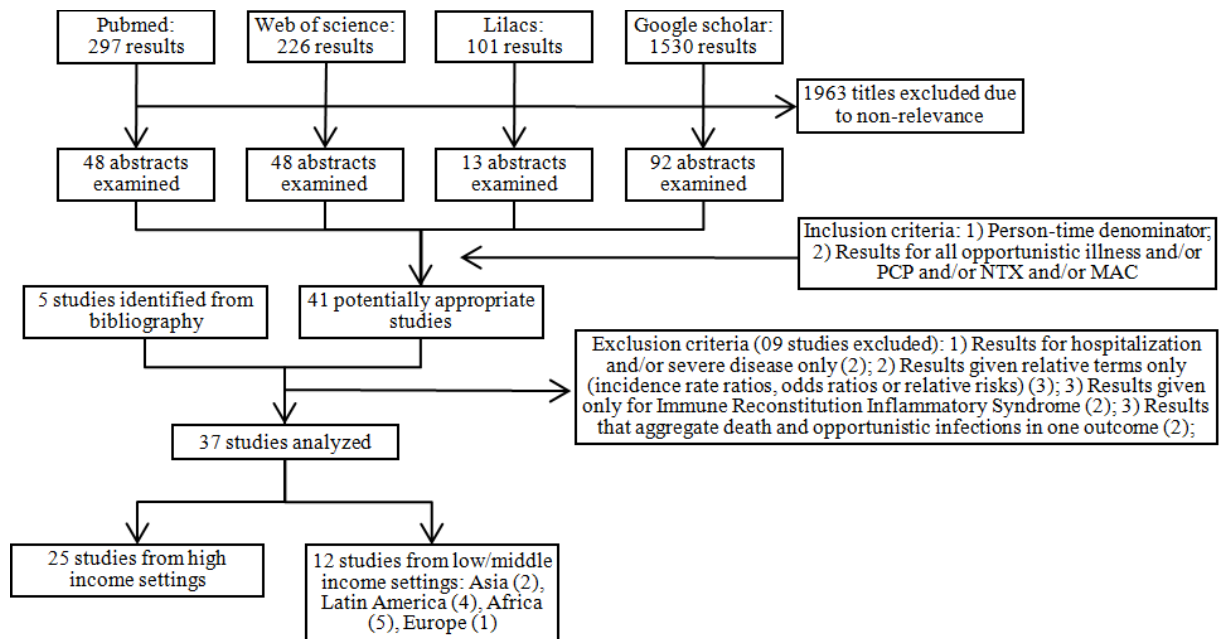 Pubmed:
297 results
Web of science:
226 results
Lilacs:
101 results
Google scholar:
1530 results
1963 titles excluded due
to non-relevance
48 abstracts
examined
48 abstracts
examined
13 abstracts
examined
92 abstracts
examined
Inclusion criteria: 1) Person-time denominator;
2) Results for all opportunistic illness and/or
PCP and/or NTX and/or MAC
5 studies identified from
bibliography
41 potentially appropriate
studies
Exclusion criteria (09 studies excluded): 1) Results for hospitalization
and/or severe disease only (2); 2) Results given relative terms only
(incidence rate ratios, odds ratios or relative risks) (3); 3) Results given
only for Immune Reconstitution Inflammatory Syndrome (2); 3) Results
that aggregate death and opportunistic infections in one outcome (2);
37 studies analyzed
25 studies from high
income settings
12 studies from low/middle
income settings: Asia (2),
Latin America (4), Africa
(5), Europe (1)